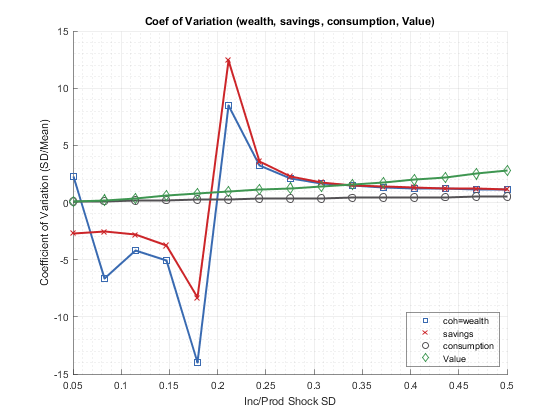 Coef of Variation (wealth, savings, consumption, Value)
Coefficient of Variation (SD/Mean)
15
10
5
0
-5
-10
-15
0.05
0.1
0.15
0.2
0.25
0.3
0.35
0.4
0.45
0.5
Inc/Prod Shock SD
coh=wealth
savings
consumption
Value